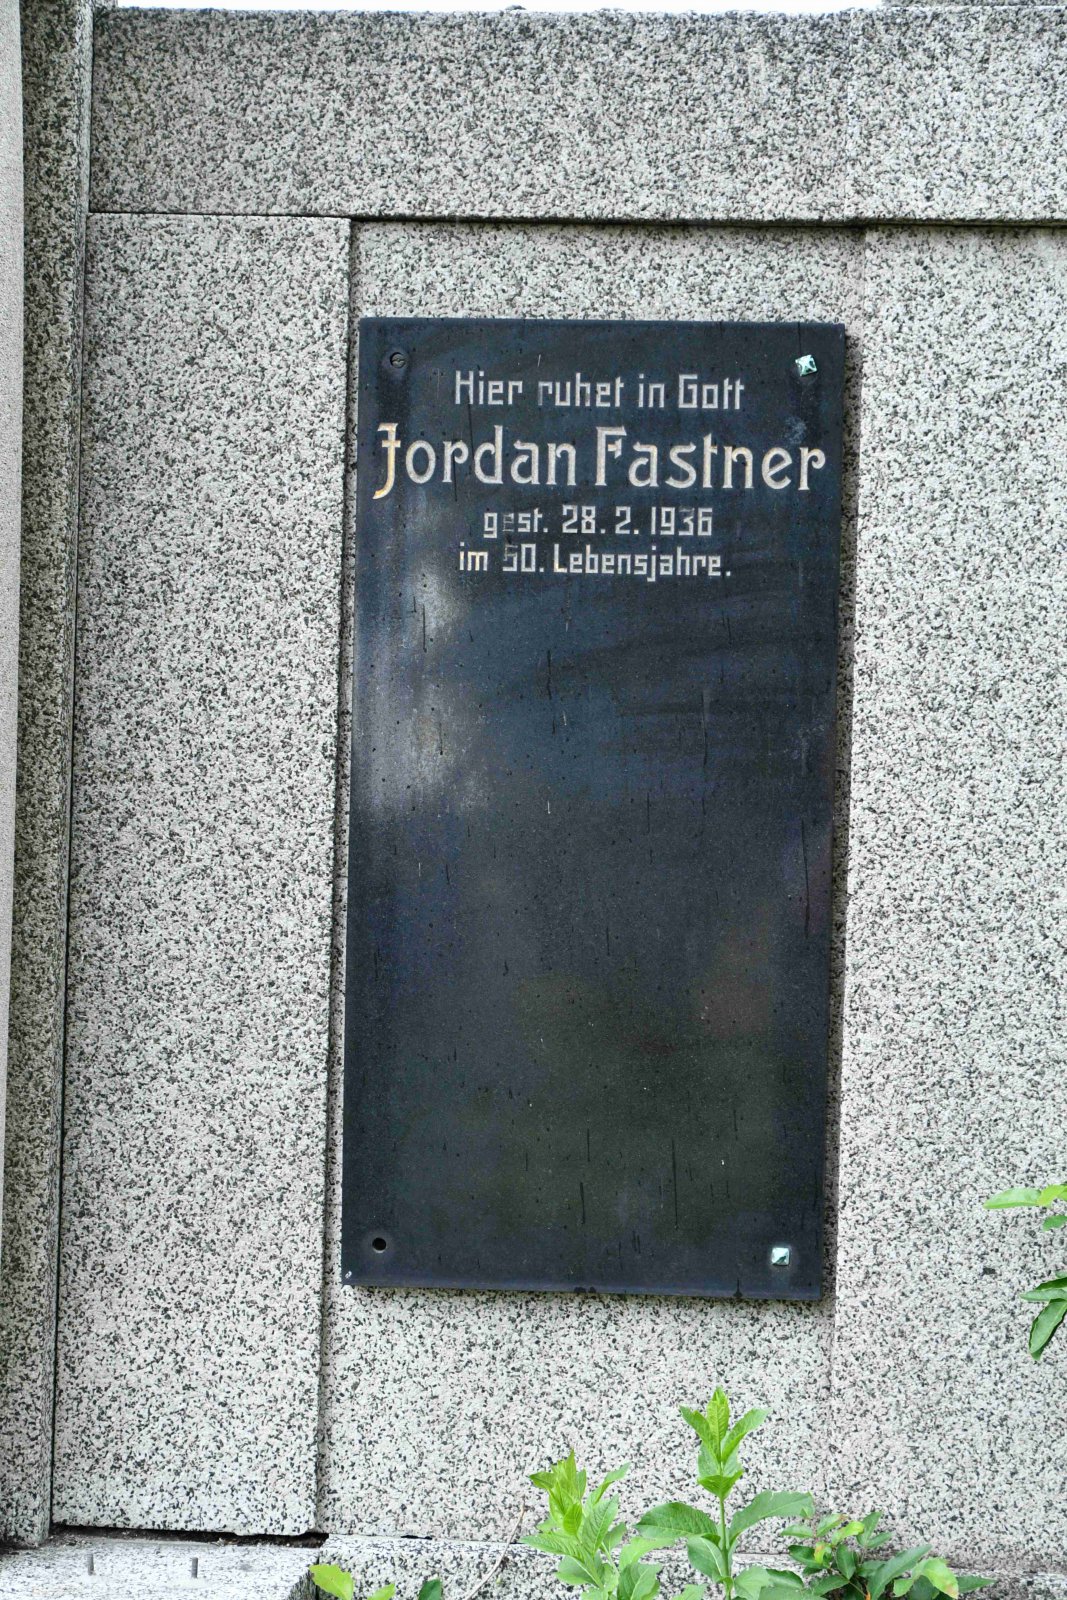 Hier ruhet in Gott
Jordan Fastner
gest. 28. 2. 1936
im 50. Lebensjahre.